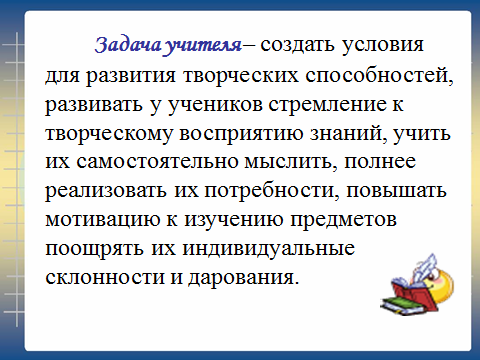 Задача учителя – создать условия
для развития творческих способностей,
развивать у учеников стремление к
творческому восприятию знаний, учить
их самостоятельно мыслить, полнее
реализовать их потребности, повышать
мотивацию к изучению предметов
поощрять их индивидуальные
склонности и дарования.